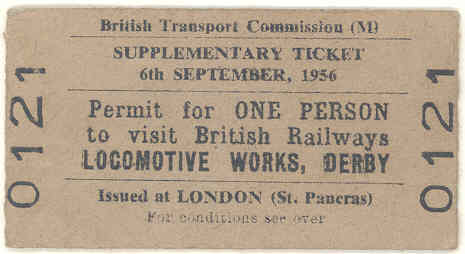 British Transport Commission (M)
SUPPLEMENTARY TICKET
6th SEPTEMBER, 1956
Permit for ONE PERSON
to visit British Railways
LOCOMOTIVE WORKS, DERBY
Issued at LONDON (St. Pancras)
For conditions see over
0121
0121